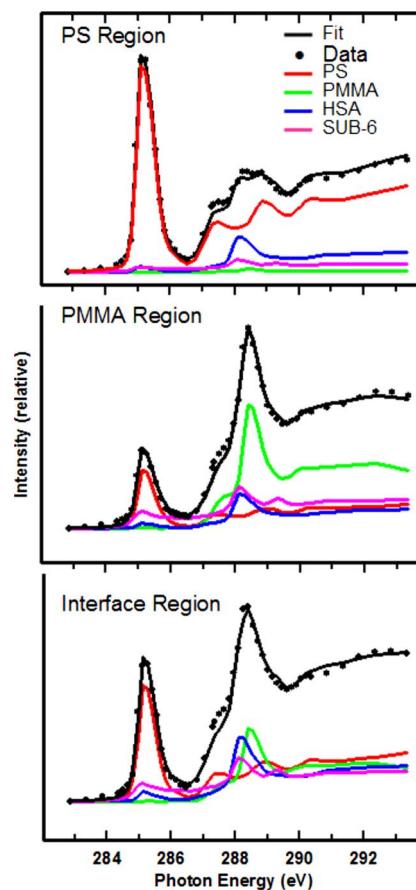 PS Region
Fit
Data
PS
PMMA
HSA
SUB-6
PMMA Region
Intensity (relative)
Interface Region
284 286 288 290 292
Photon Energy (eV)